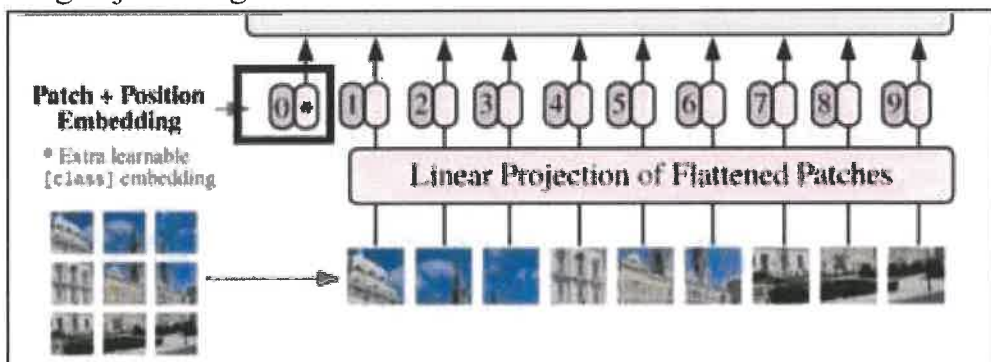 Patch + Position
Embedding
* Extra learnable
[class] embedding
0 * 1 2 3 4 5 6 7 8 9
Linear Projection of Flattened Patches